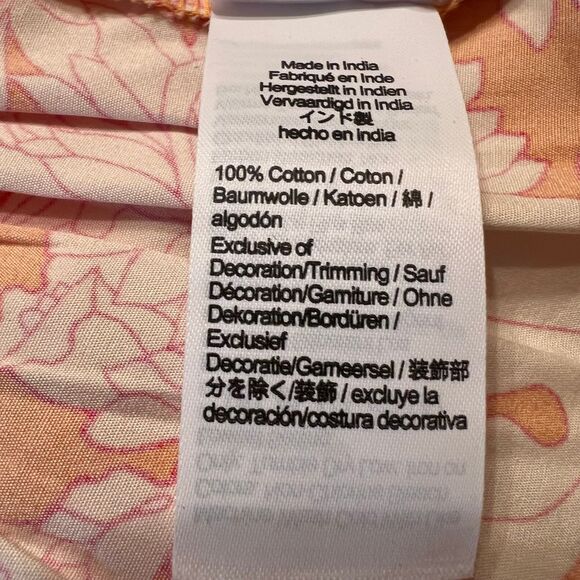 Made in India
Fabriqué en Inde
Hergestellt in Indien
Vervaardigd in India
インド製
hecho en india
100% Cotton / Coton /
Baumwolle / Katoen / 綿 /
algodón
Exclusive of
Decoration/Trimming / Sauf
Décoration/Garniture / Ohne
Dekoration/Bordüren /
Exclusief
Decoratie/Garneersel / 装飾部
分を除く/装飾 / excluye la
decoración/costura decorativa